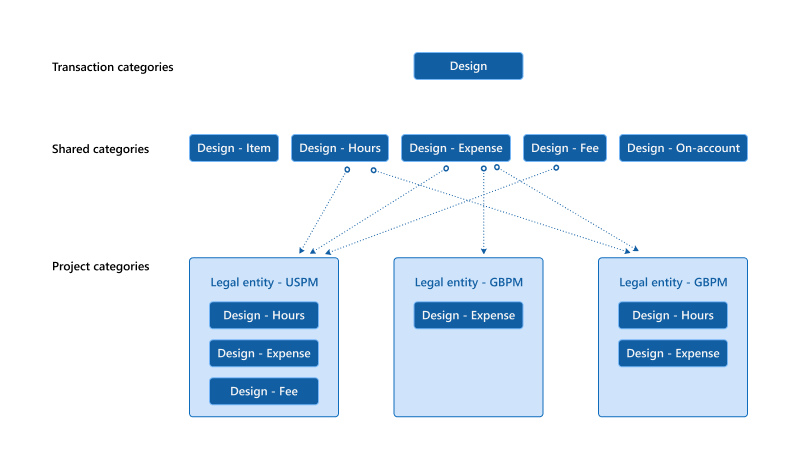 Transaction categories
Design
Shared categories
Design - Item
Design - Hours
Design - Expense
Design - Fee
Design - On-account
Project categories
Legal entity - USPM
Design - Hours
Design - Expense
Design - Fee
Legal entity - GBPM
Design - Expense
Legal entity - GBPM
Design - Hours
Design - Expense